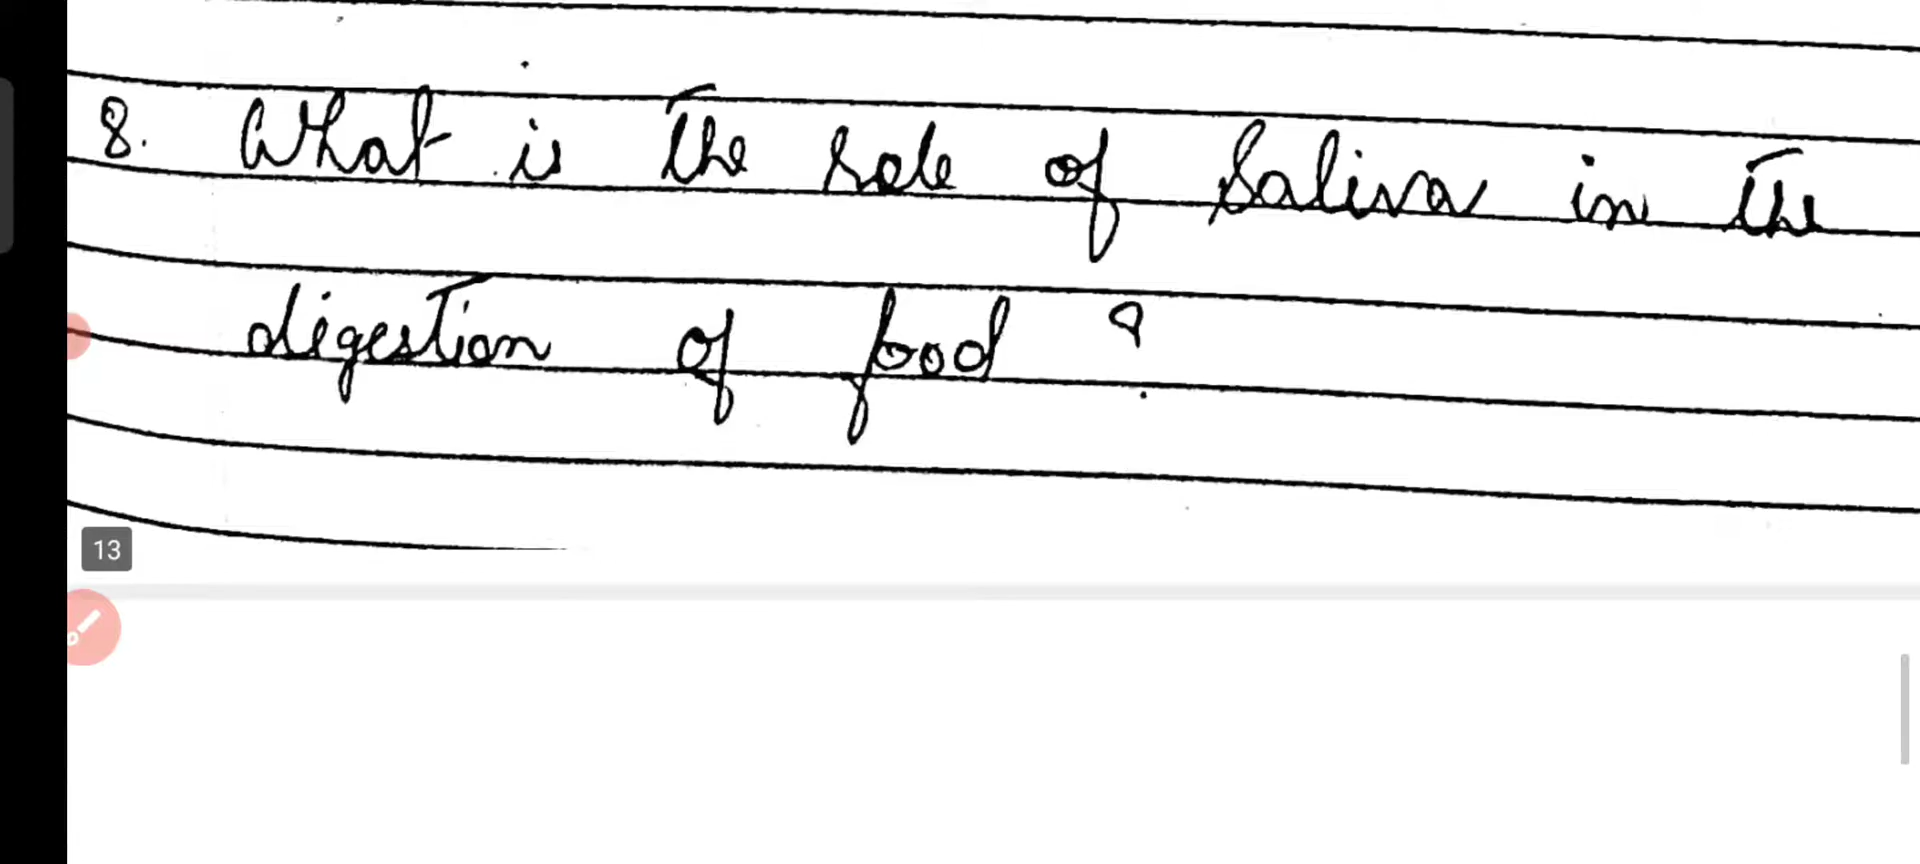 8. What is the role of Saliva in the
digestion of food ?
13